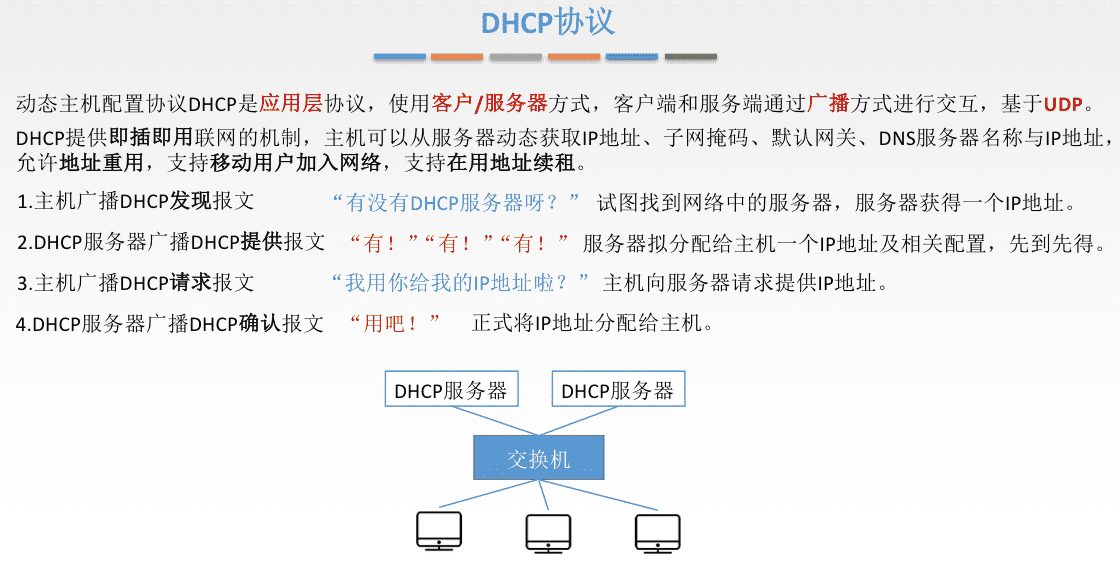 DHCP协议
动态主机配置协议DHCP是应用层协议，使用客户/服务器方式，客户端和服务端通过广播方式进行交互，基于UDP。
DHCP提供即插即用联网的机制，主机可以从服务器动态获取IP地址、子网掩码、默认网关、DNS服务器名称与IP地址，
允许地址重用，支持移动用户加入网络，支持在用地址续租。
1.主机广播DHCP发现报文 “有没有DHCP服务器呀？” 试图找到网络中的服务器，服务器获得一个IP地址。
2.DHCP服务器广播DHCP提供报文 “有！”“有！”“有！” 服务器拟分配给主机一个IP地址及相关配置，先到先得。
3.主机广播DHCP请求报文 “我用你给我的IP地址啦？” 主机向服务器请求提供IP地址。
4.DHCP服务器广播DHCP确认报文 “用吧！” 正式将IP地址分配给主机。
DHCP服务器 DHCP服务器
交换机